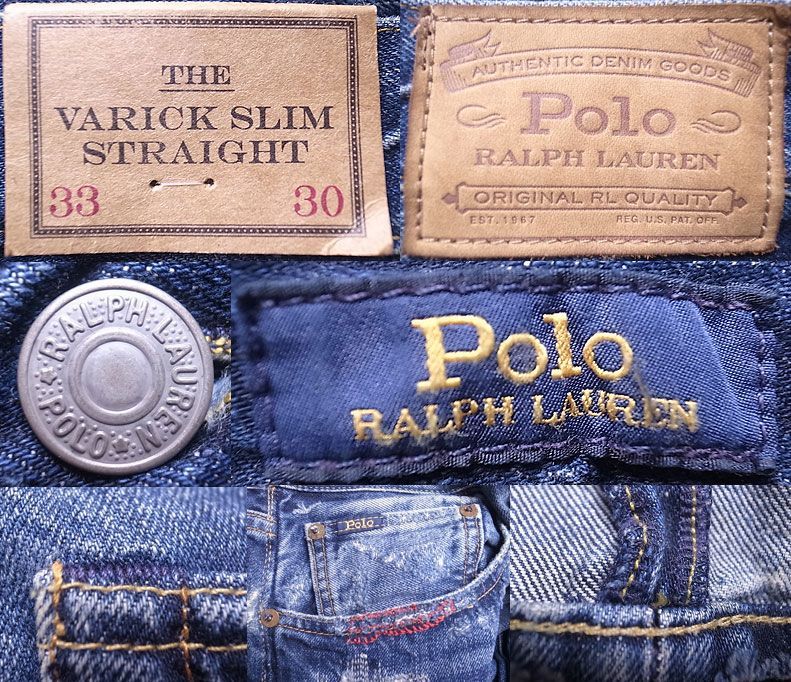 THE
VARICK SLIM
STRAIGHT
33 30
AUTHENTIC DENIM GOODS
Polo
RALPH LAUREN
ORIGINAL RL QUALITY
EST. 1967 REG. U.S. PAT. OFF.
RALPH LAUREN
POLO
Polo
RALPH LAUREN
Polo